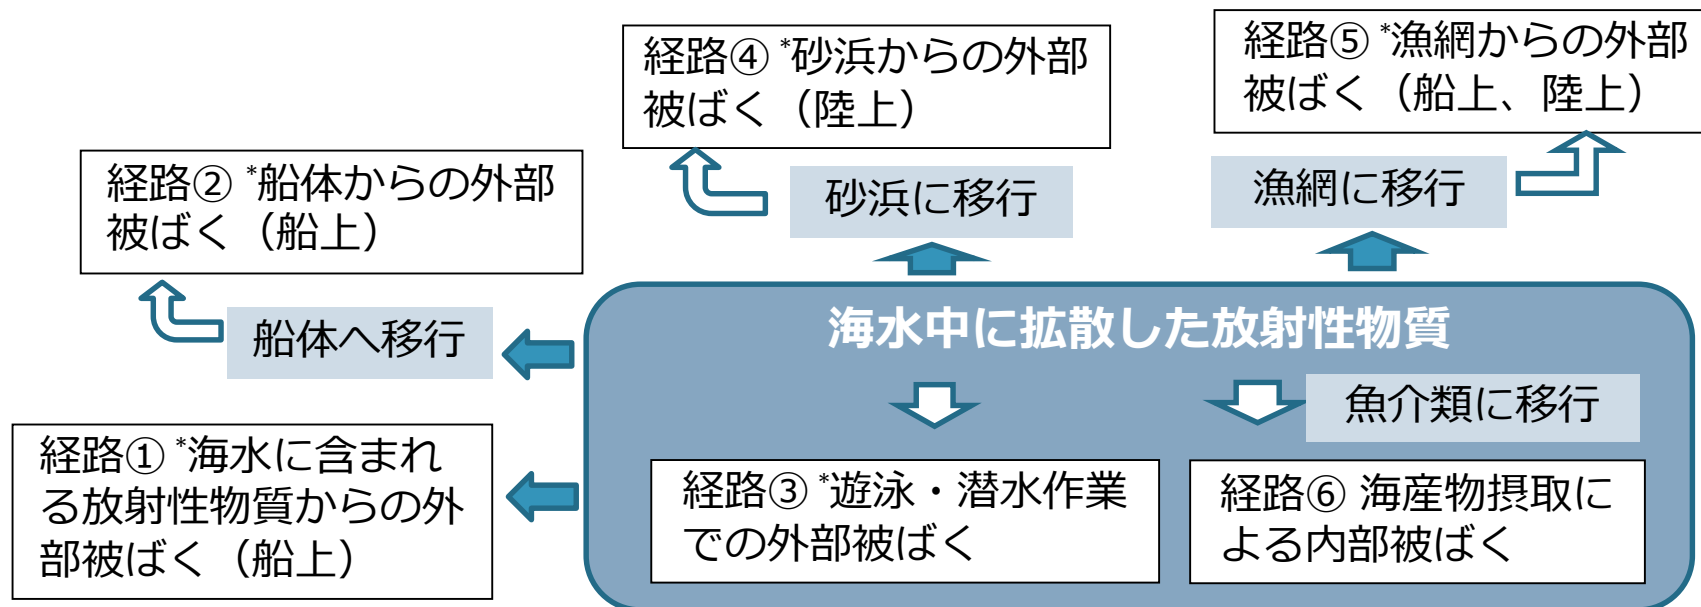 経路④ *砂浜からの外部
被ばく（陸上）
経路⑤ *漁網からの外部
被ばく（船上、陸上）
経路② *船体からの外部
被ばく（船上）
砂浜に移行
漁網に移行
船体へ移行
海水中に拡散した放射性物質
魚介類に移行
経路① *海水に含まれ
る放射性物質からの外
部被ばく（船上）
経路③ *遊泳・潜水作業
での外部被ばく
経路⑥ 海産物摂取に
よる内部被ばく